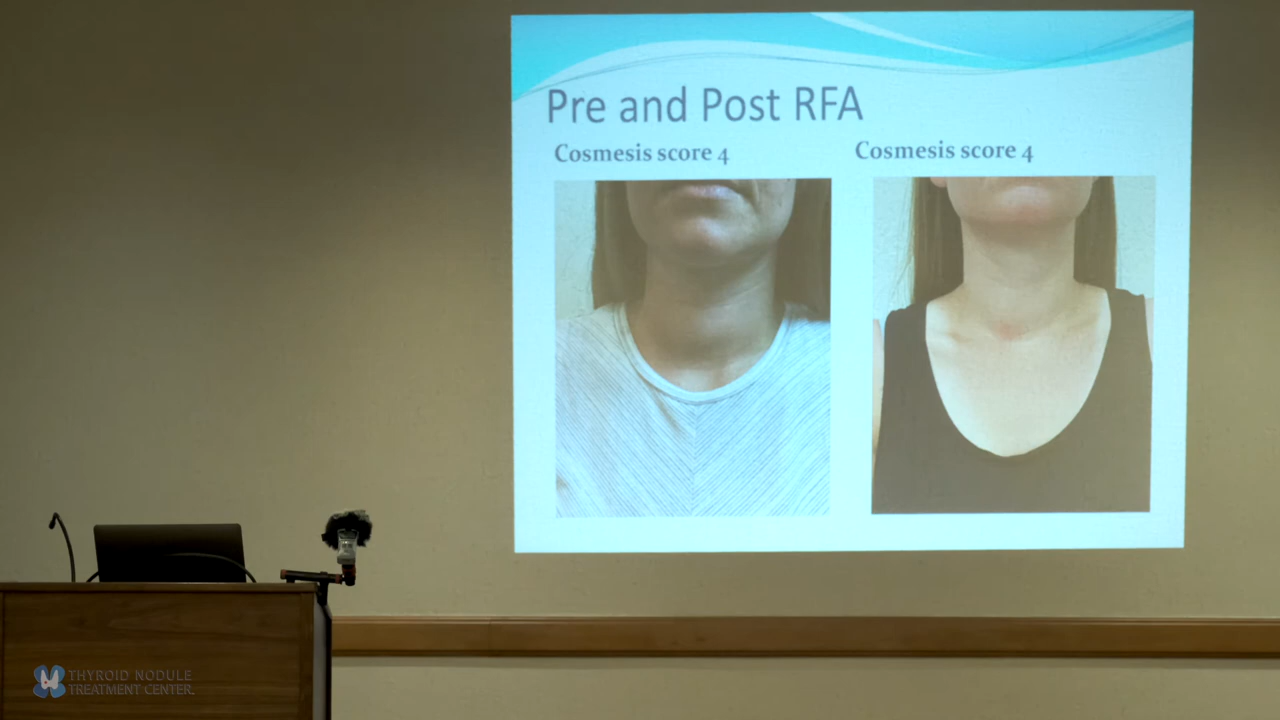 Pre and Post RFA
Cosmesis score 4
Cosmesis score 4
THYROID NODULE
TREATMENT CENTER